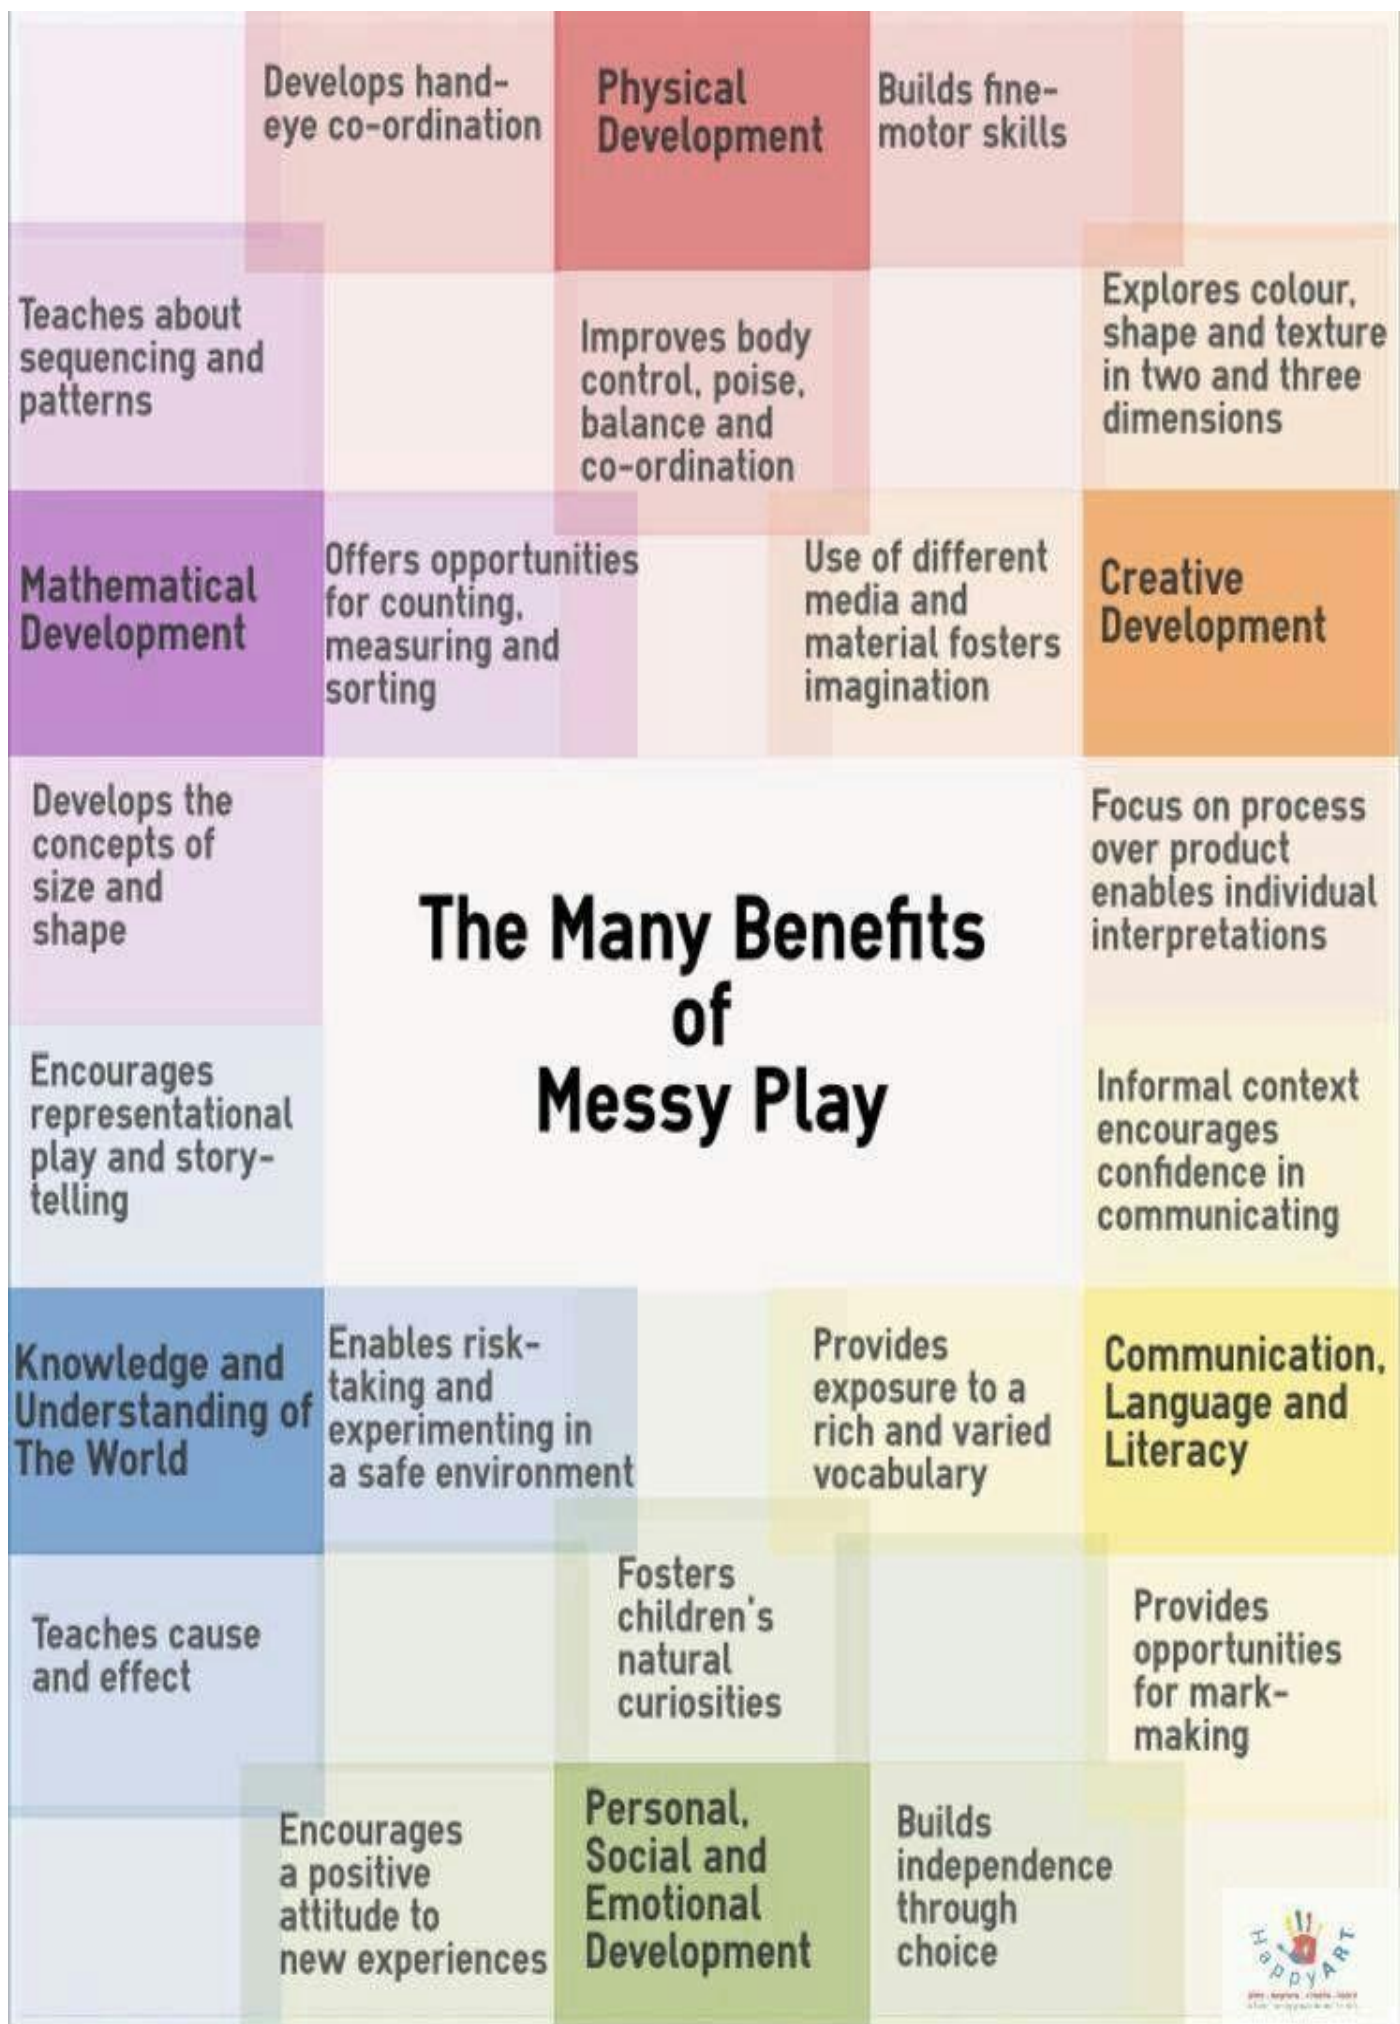 Develops hand-
eye co-ordination
Physical
Development
Builds fine-
motor skills
Teaches about
sequencing and
patterns
Improves body
control, poise,
balance and
co-ordination
Explores colour,
shape and texture
in two and three
dimensions
Mathematical
Development
Offers opportunities
for counting,
measuring and
sorting
Use of different
media and
material fosters
imagination
Creative
Development
Develops the
concepts of
size and
shape
The Many Benefits
of
Messy Play
Focus on process
over product
enables individual
interpretations
Encourages
representational
play and story-
telling
Informal context
encourages
confidence in
communicating
Knowledge and
Understanding of
The World
Enables risk-
taking and
experimenting in
a safe environment
Provides
exposure to a
rich and varied
vocabulary
Communication,
Language and
Literacy
Teaches cause
and effect
Fosters
children's
natural
curiosities
Provides
opportunities
for mark-
making
Encourages
a positive
attitude to
new experiences
Personal,
Social and
Emotional
Development
Builds
independence
through
choice
HappyART